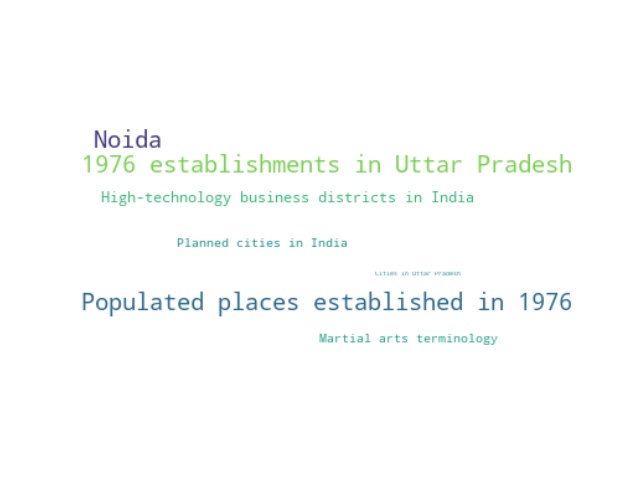 Noida
1976 establishments in Uttar Pradesh
High-technology business districts in India
Planned cities in India
Cities in Uttar Pradesh
Populated places established in 1976
Martial arts terminology